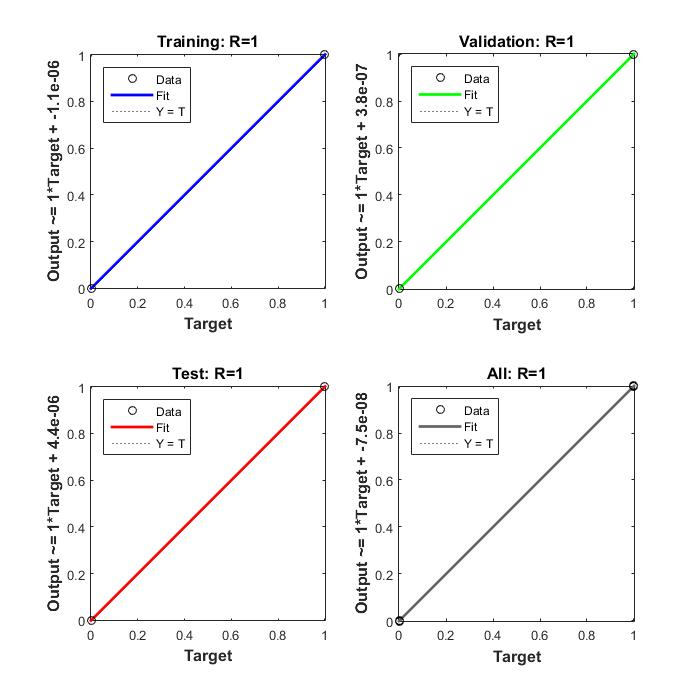 Training: R=1
Output ~= 1*Target + -1.1e-06
Data
Fit
Y = T
1
0.8
0.6
0.4
0.2
0
0 0.2 0.4 0.6 0.8 1
Target
Validation: R=1
Output ~= 1*Target + 3.8e-07
Data
Fit
Y = T
1
0.8
0.6
0.4
0.2
0
0 0.2 0.4 0.6 0.8 1
Target
Test: R=1
Output ~= 1*Target + 4.4e-06
Data
Fit
Y = T
1
0.8
0.6
0.4
0.2
0
0 0.2 0.4 0.6 0.8 1
Target
All: R=1
Output ~= 1*Target + -7.5e-08
Data
Fit
Y = T
1
0.8
0.6
0.4
0.2
0
0 0.2 0.4 0.6 0.8 1
Target